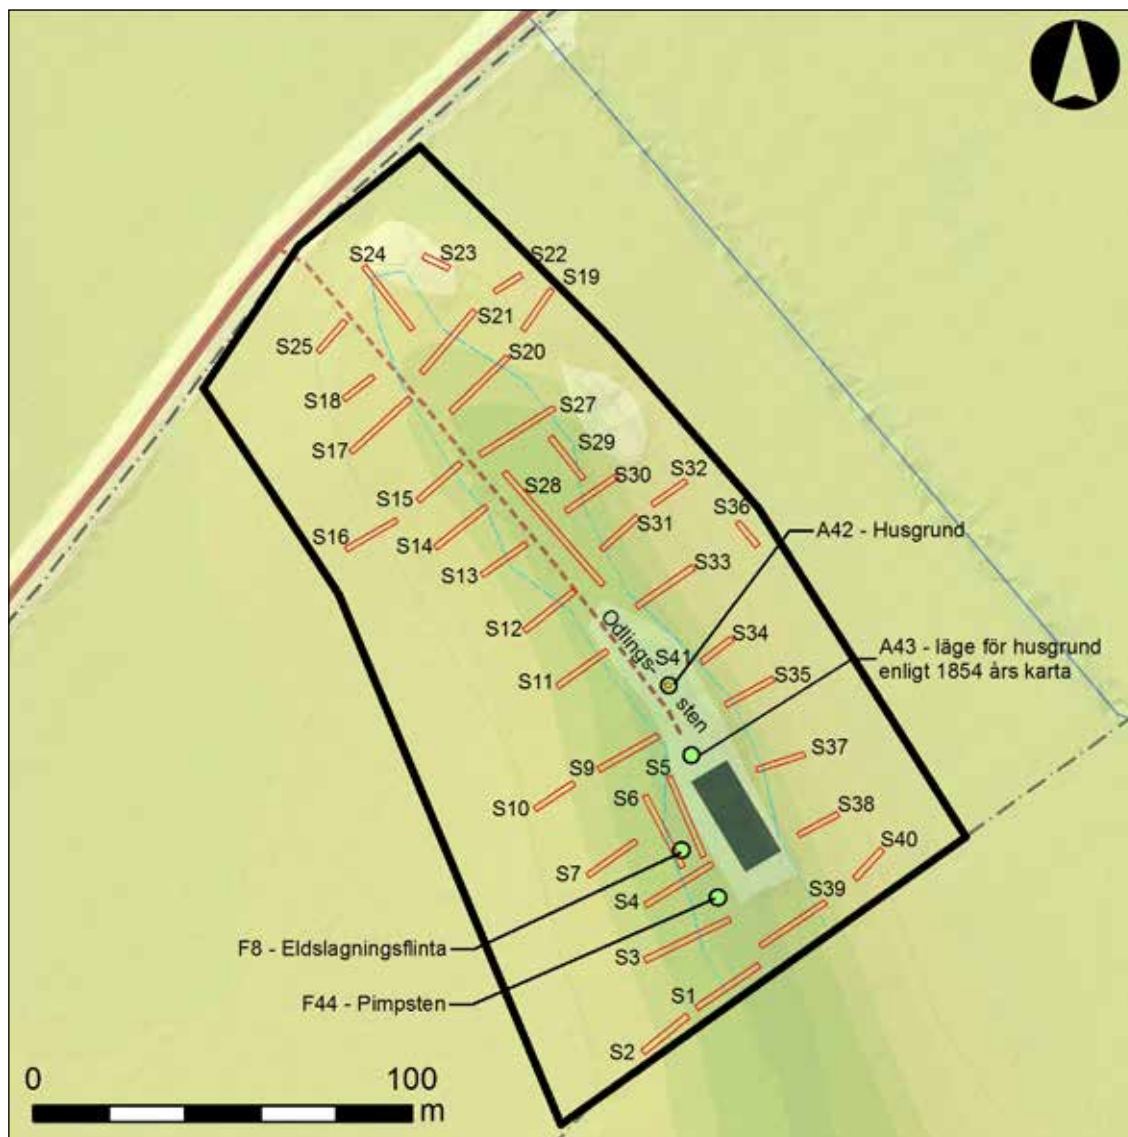 S24
S23
S22
S19
S21
S25
S20
S18
S27
S17
S29
S32
S30
S28
S15
S36
S31
S16
S14
A42 - Husgrund
S13
S33
Odlings-
sten
S12
S34
A43 - läge för husgrund
enligt 1854 års karta
S41
S11
S35
S37
S9
S5
S10
S6
S38
S40
S7
S4
S39
F8 - Eldslagningsflinta
S3
F44 - Pimpsten
S1
S2
0
100
m